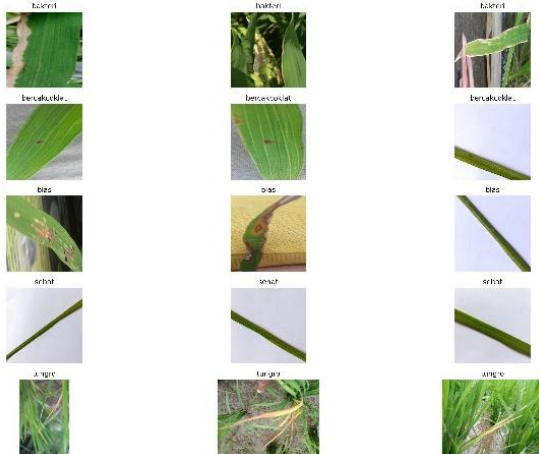 bakteri bakteri bakteri
bercakcoklat bercakcoklat bercakcoklat
blas blas blas
sehat sehat sehat
tungro tungro tungro